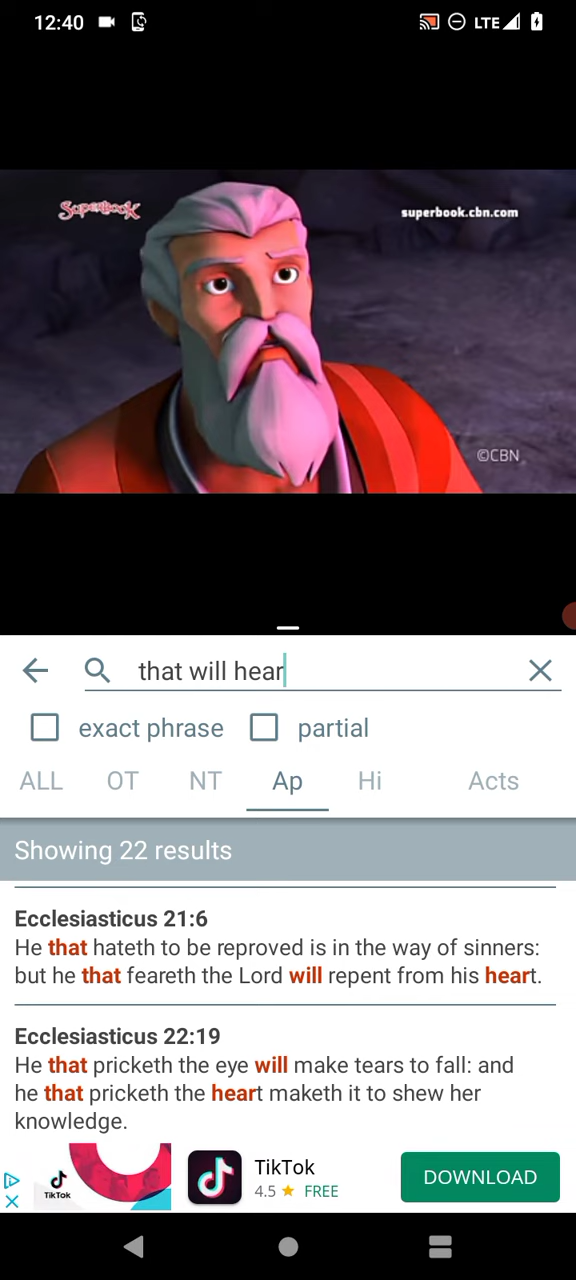 12:40
LTE
SUPERBOOK
superbook.cbn.com
©CBN
that will hear
exact phrase
partial
ALL OT NT Ap Hi Acts
Showing 22 results
Ecclesiasticus 21:6
He that hateth to be reproved is in the way of sinners:
but he that feareth the Lord will repent from his heart.
Ecclesiasticus 22:19
He that pricketh the eye will make tears to fall: and
he that pricketh the heart maketh it to shew her
knowledge.
TikTok
TikTok
4.5 ★ FREE
DOWNLOAD